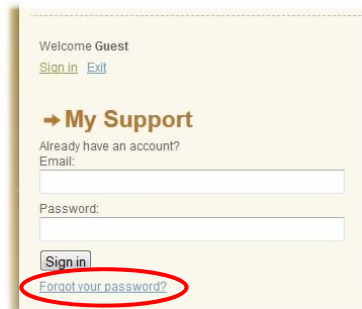 Welcome Guest
Sign in Exit
→ My Support
Already have an account?
Email:
Password:
Sign in
Forgot your password?